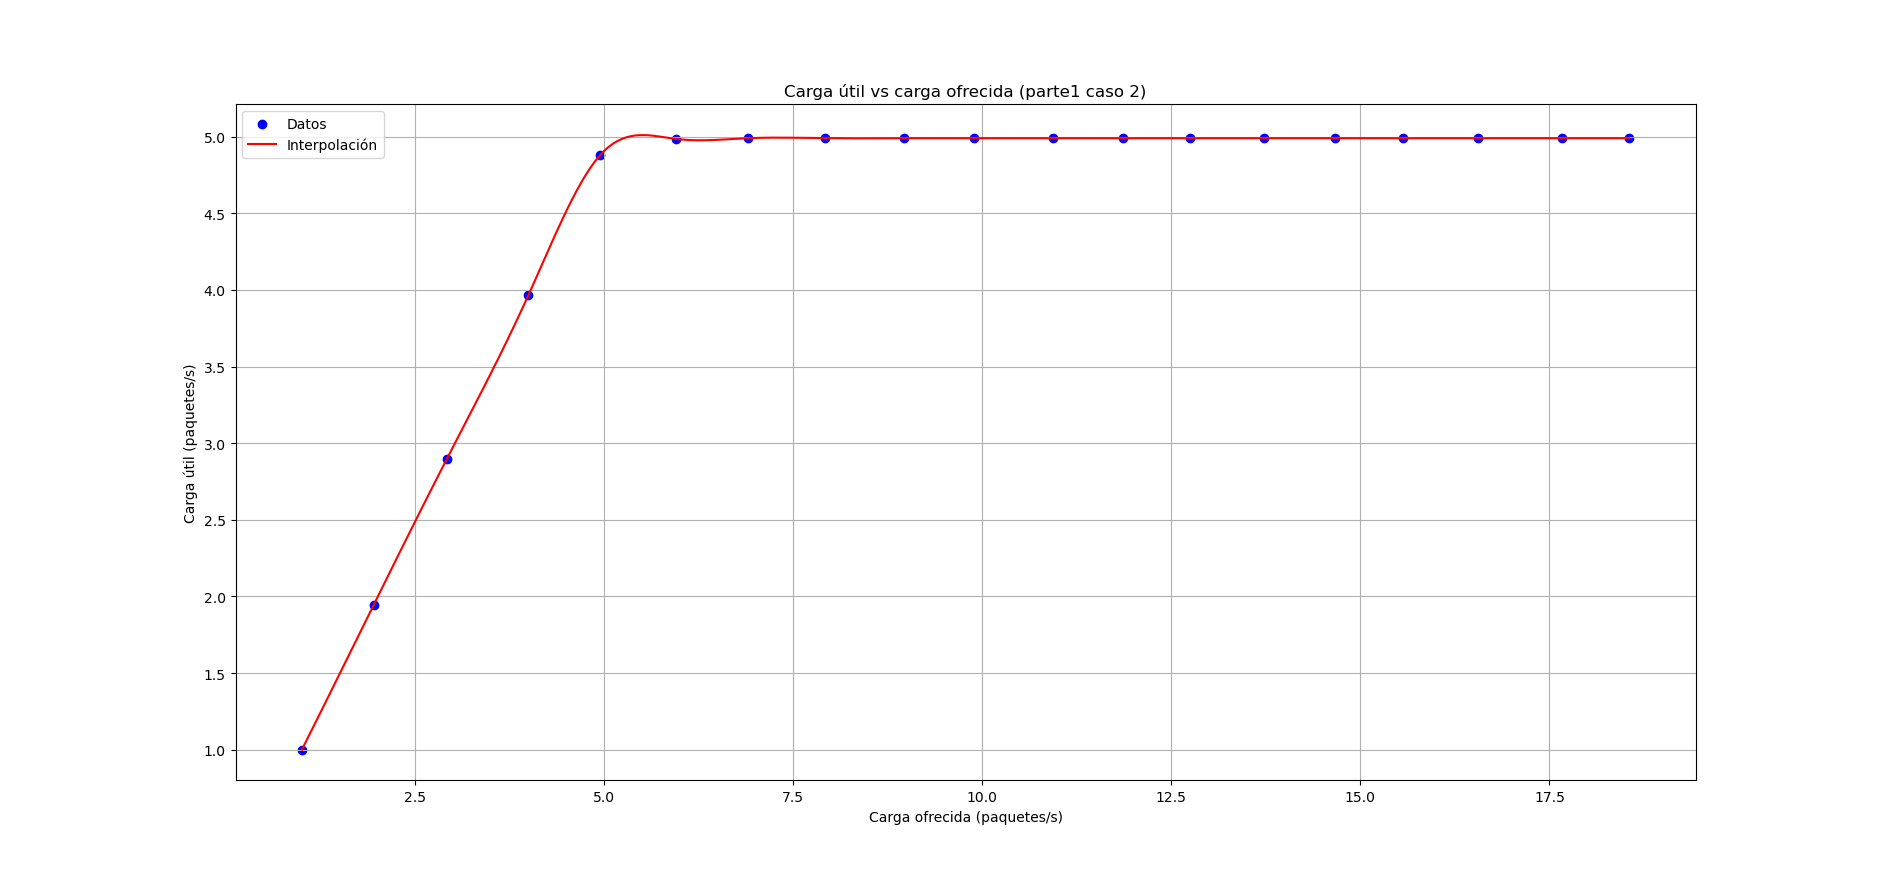 Carga útil vs carga ofrecida (parte1 caso 2)
Datos
Interpolación
5.0
4.5
4.0
3.5
3.0
2.5
2.0
1.5
1.0
Carga útil (paquetes/s)
2.5 5.0 7.5 10.0 12.5 15.0 17.5
Carga ofrecida (paquetes/s)